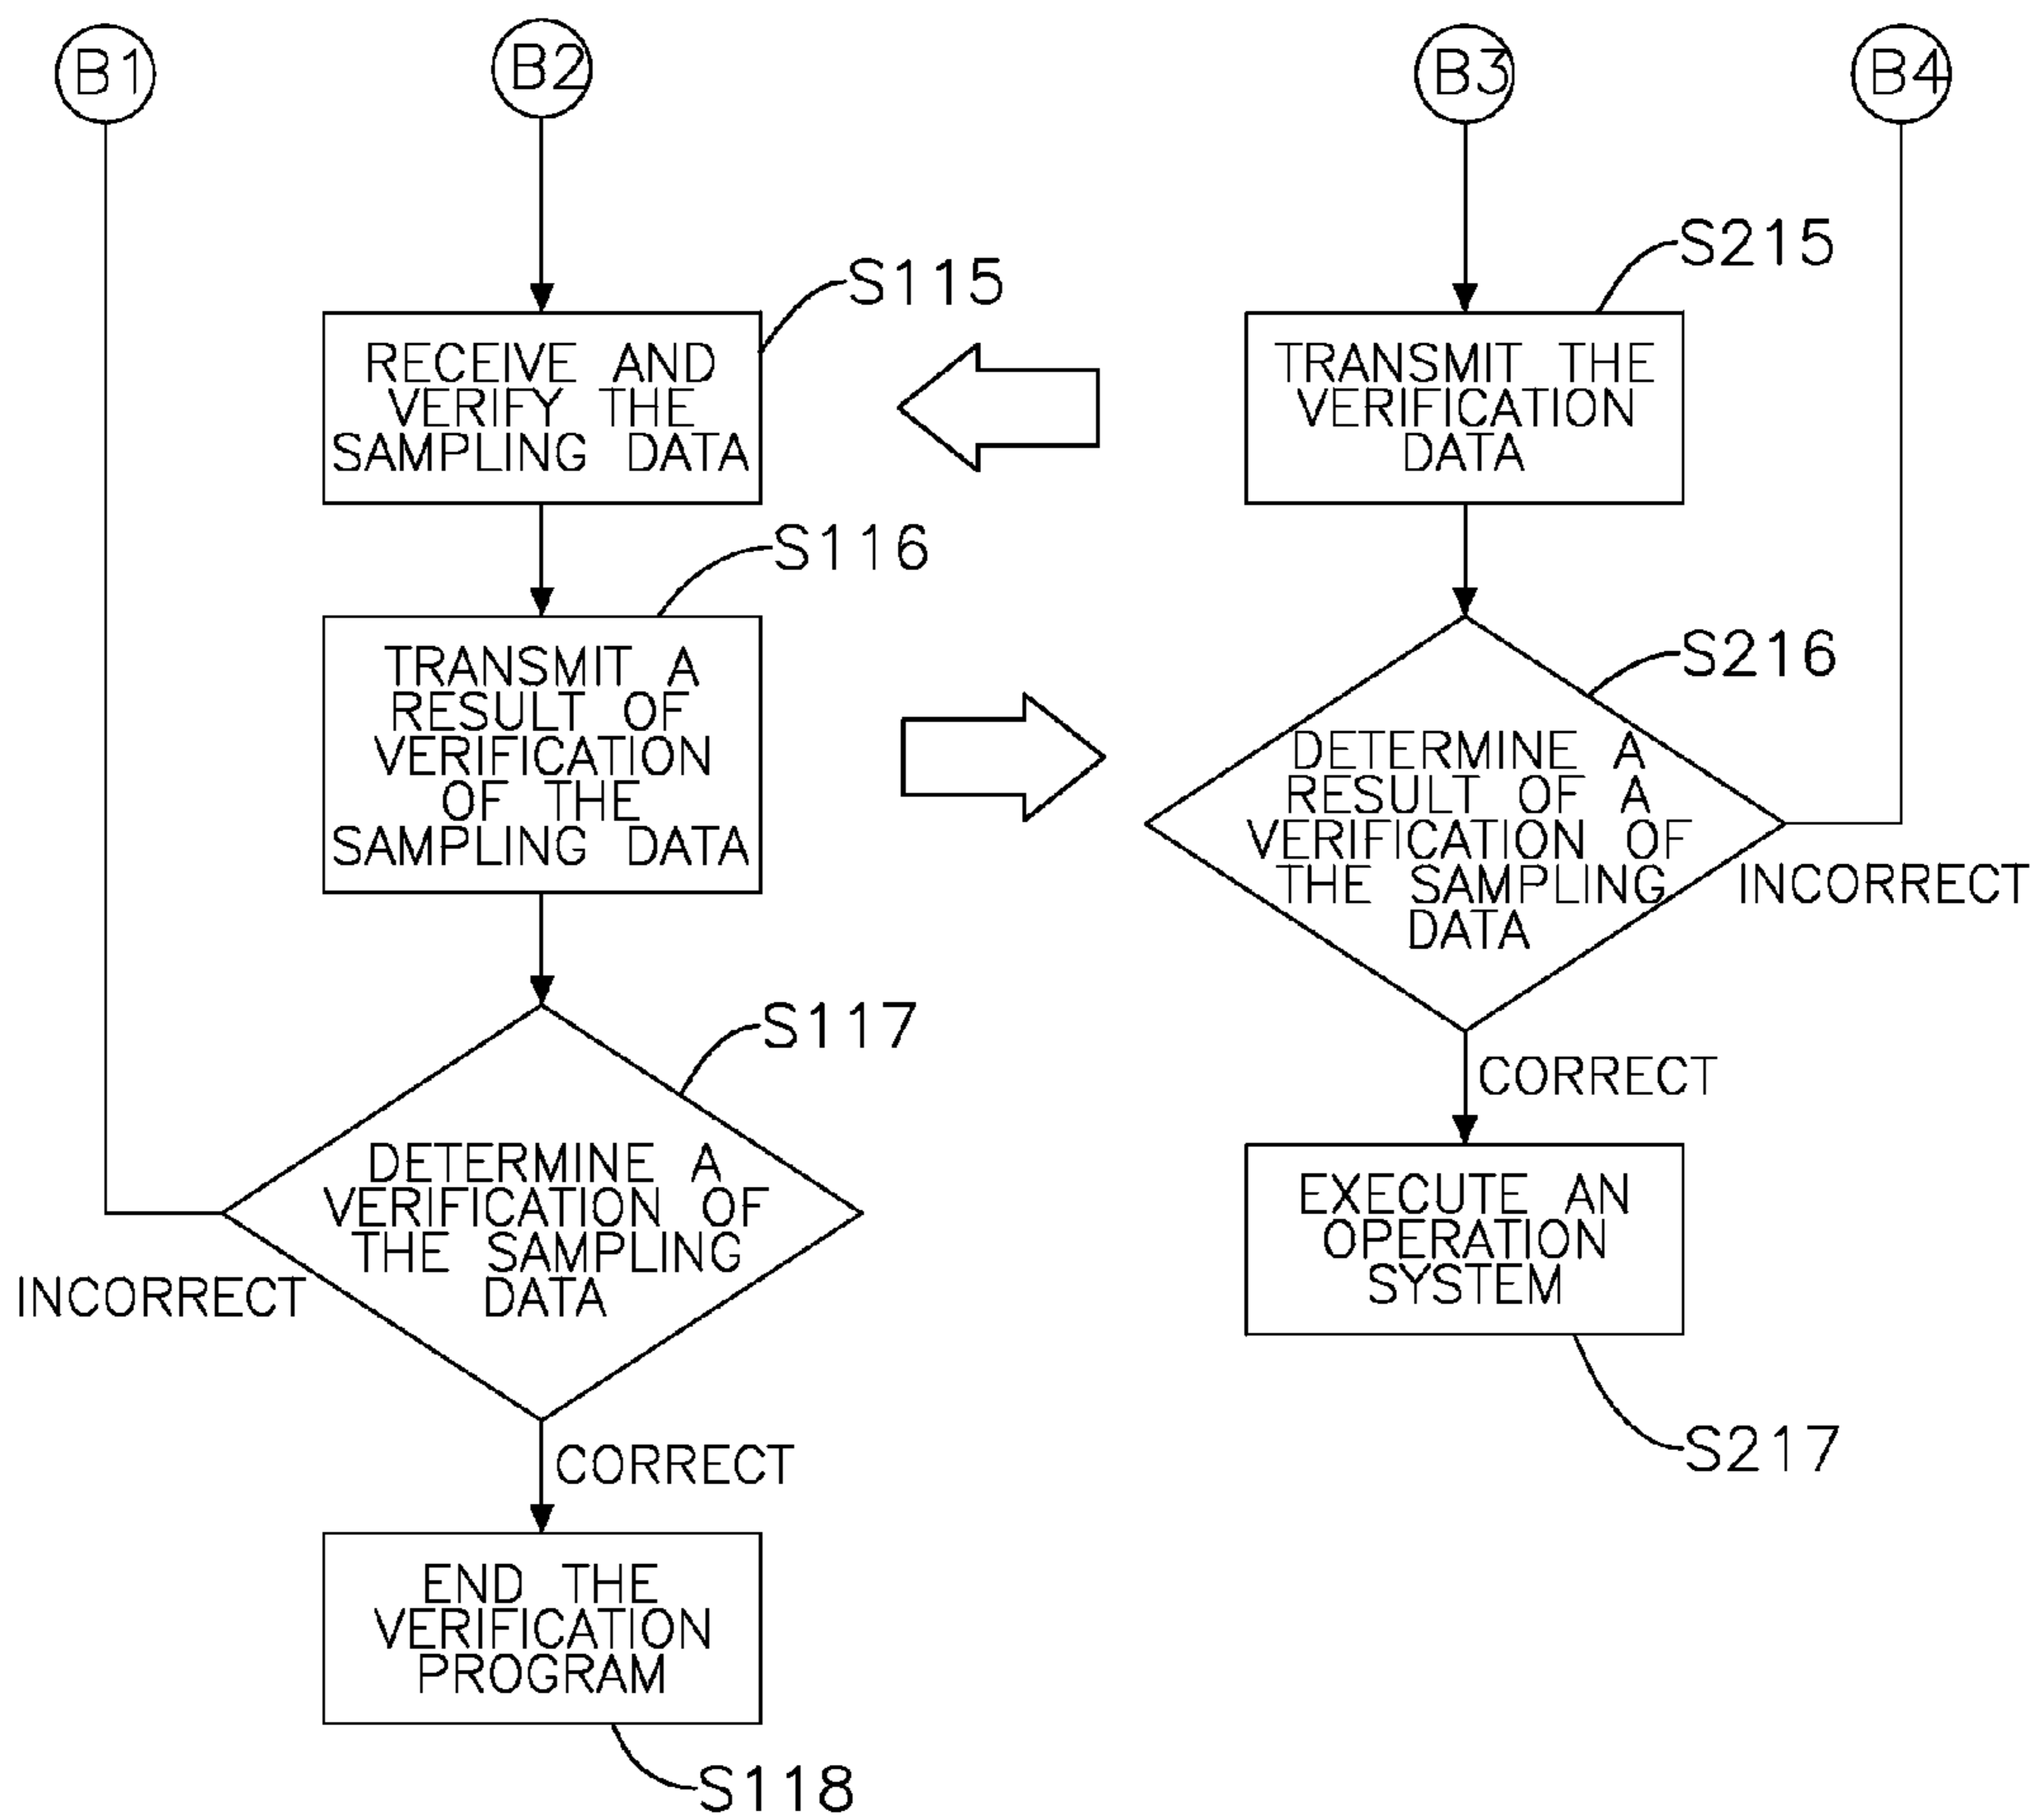 B1
B2
B3
B4
S115
S215
RECEIVE AND
VERIFY THE
SAMPLING DATA
TRANSMIT THE
VERIFICATION
DATA
S116
S216
TRANSMIT A
RESULT OF
VERIFICATION
OF THE
SAMPLING DATA
DETERMINE A
RESULT OF A
VERIFICATION OF
THE SAMPLING
DATA
INCORRECT
S117
CORRECT
DETERMINE A
VERIFICATION OF
THE SAMPLING
DATA
INCORRECT
EXECUTE AN
OPERATION
SYSTEM
S217
CORRECT
END THE
VERIFICATION
PROGRAM
S118